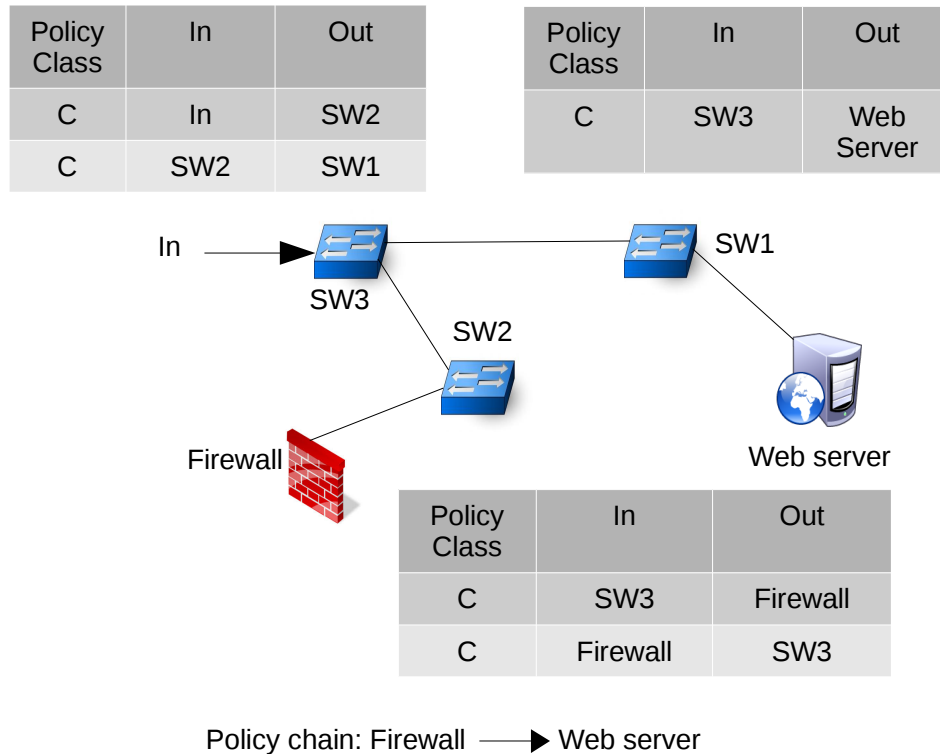 Policy Class In Out
C In SW2
C SW2 SW1
Policy Class In Out
C SW3 Web Server
In
SW3
SW1
SW2
Firewall
Web server
Policy Class In Out
C SW3 Firewall
C Firewall SW3
Policy chain: Firewall Web server